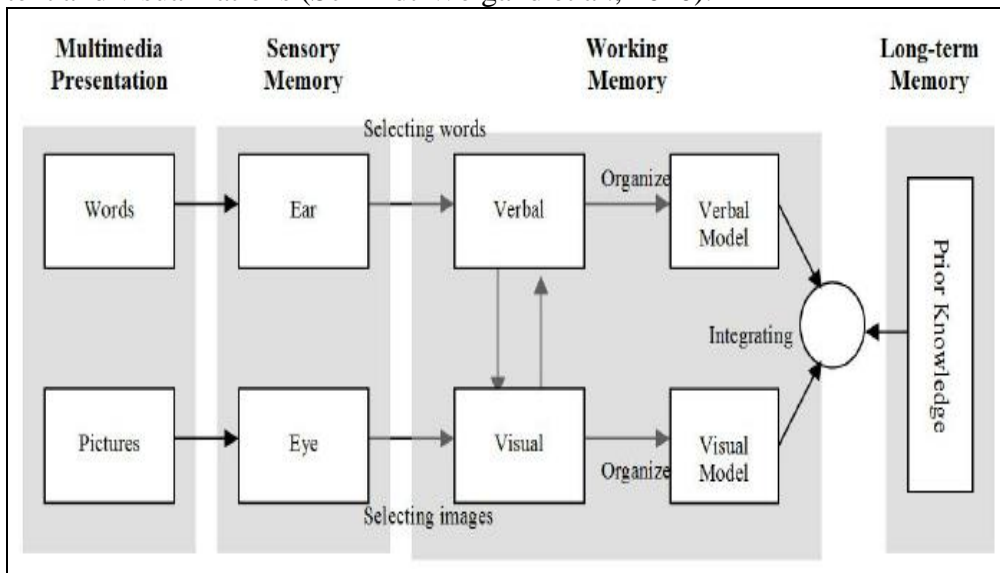 Multimedia Presentation
Sensory Memory
Working Memory
Long-term Memory
Selecting words
Words
Ear
Verbal
Organize
Verbal Model
Prior Knowledge
Integrating
Pictures
Eye
Visual
Organize
Visual Model
Selecting images